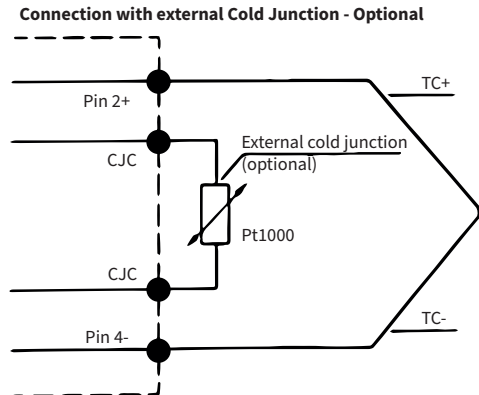 Connection with external Cold Junction - Optional
TC+
Pin 2+
External cold junction
CJC
(optional)
Pt1000
CJC
TC-
Pin 4-